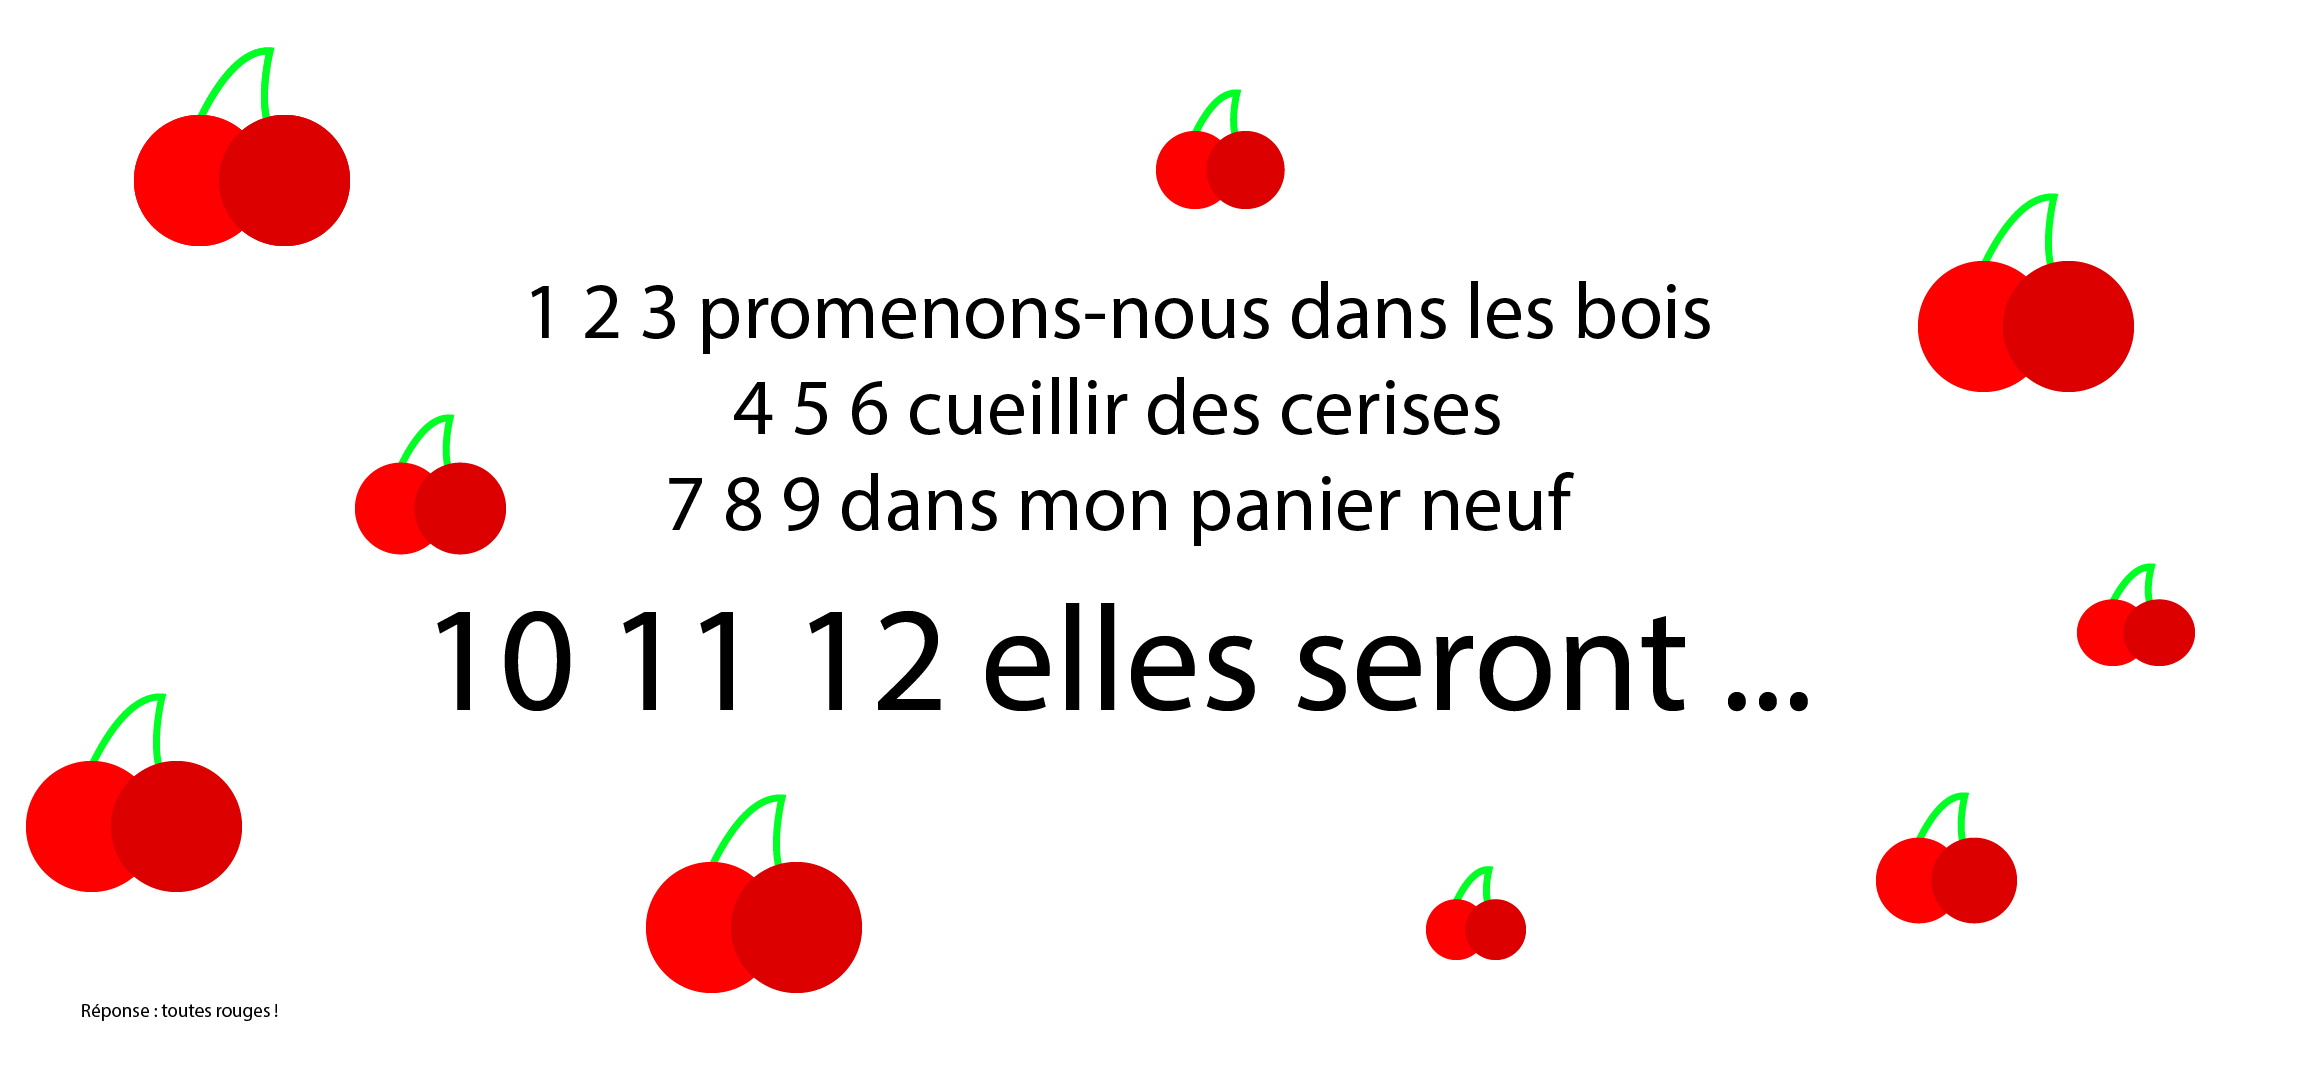 1 2 3 promenons-nous dans les bois
4 5 6 cueillir des cerises
7 8 9 dans mon panier neuf
10 11 12 elles seront ...
Réponse : toutes rouges !